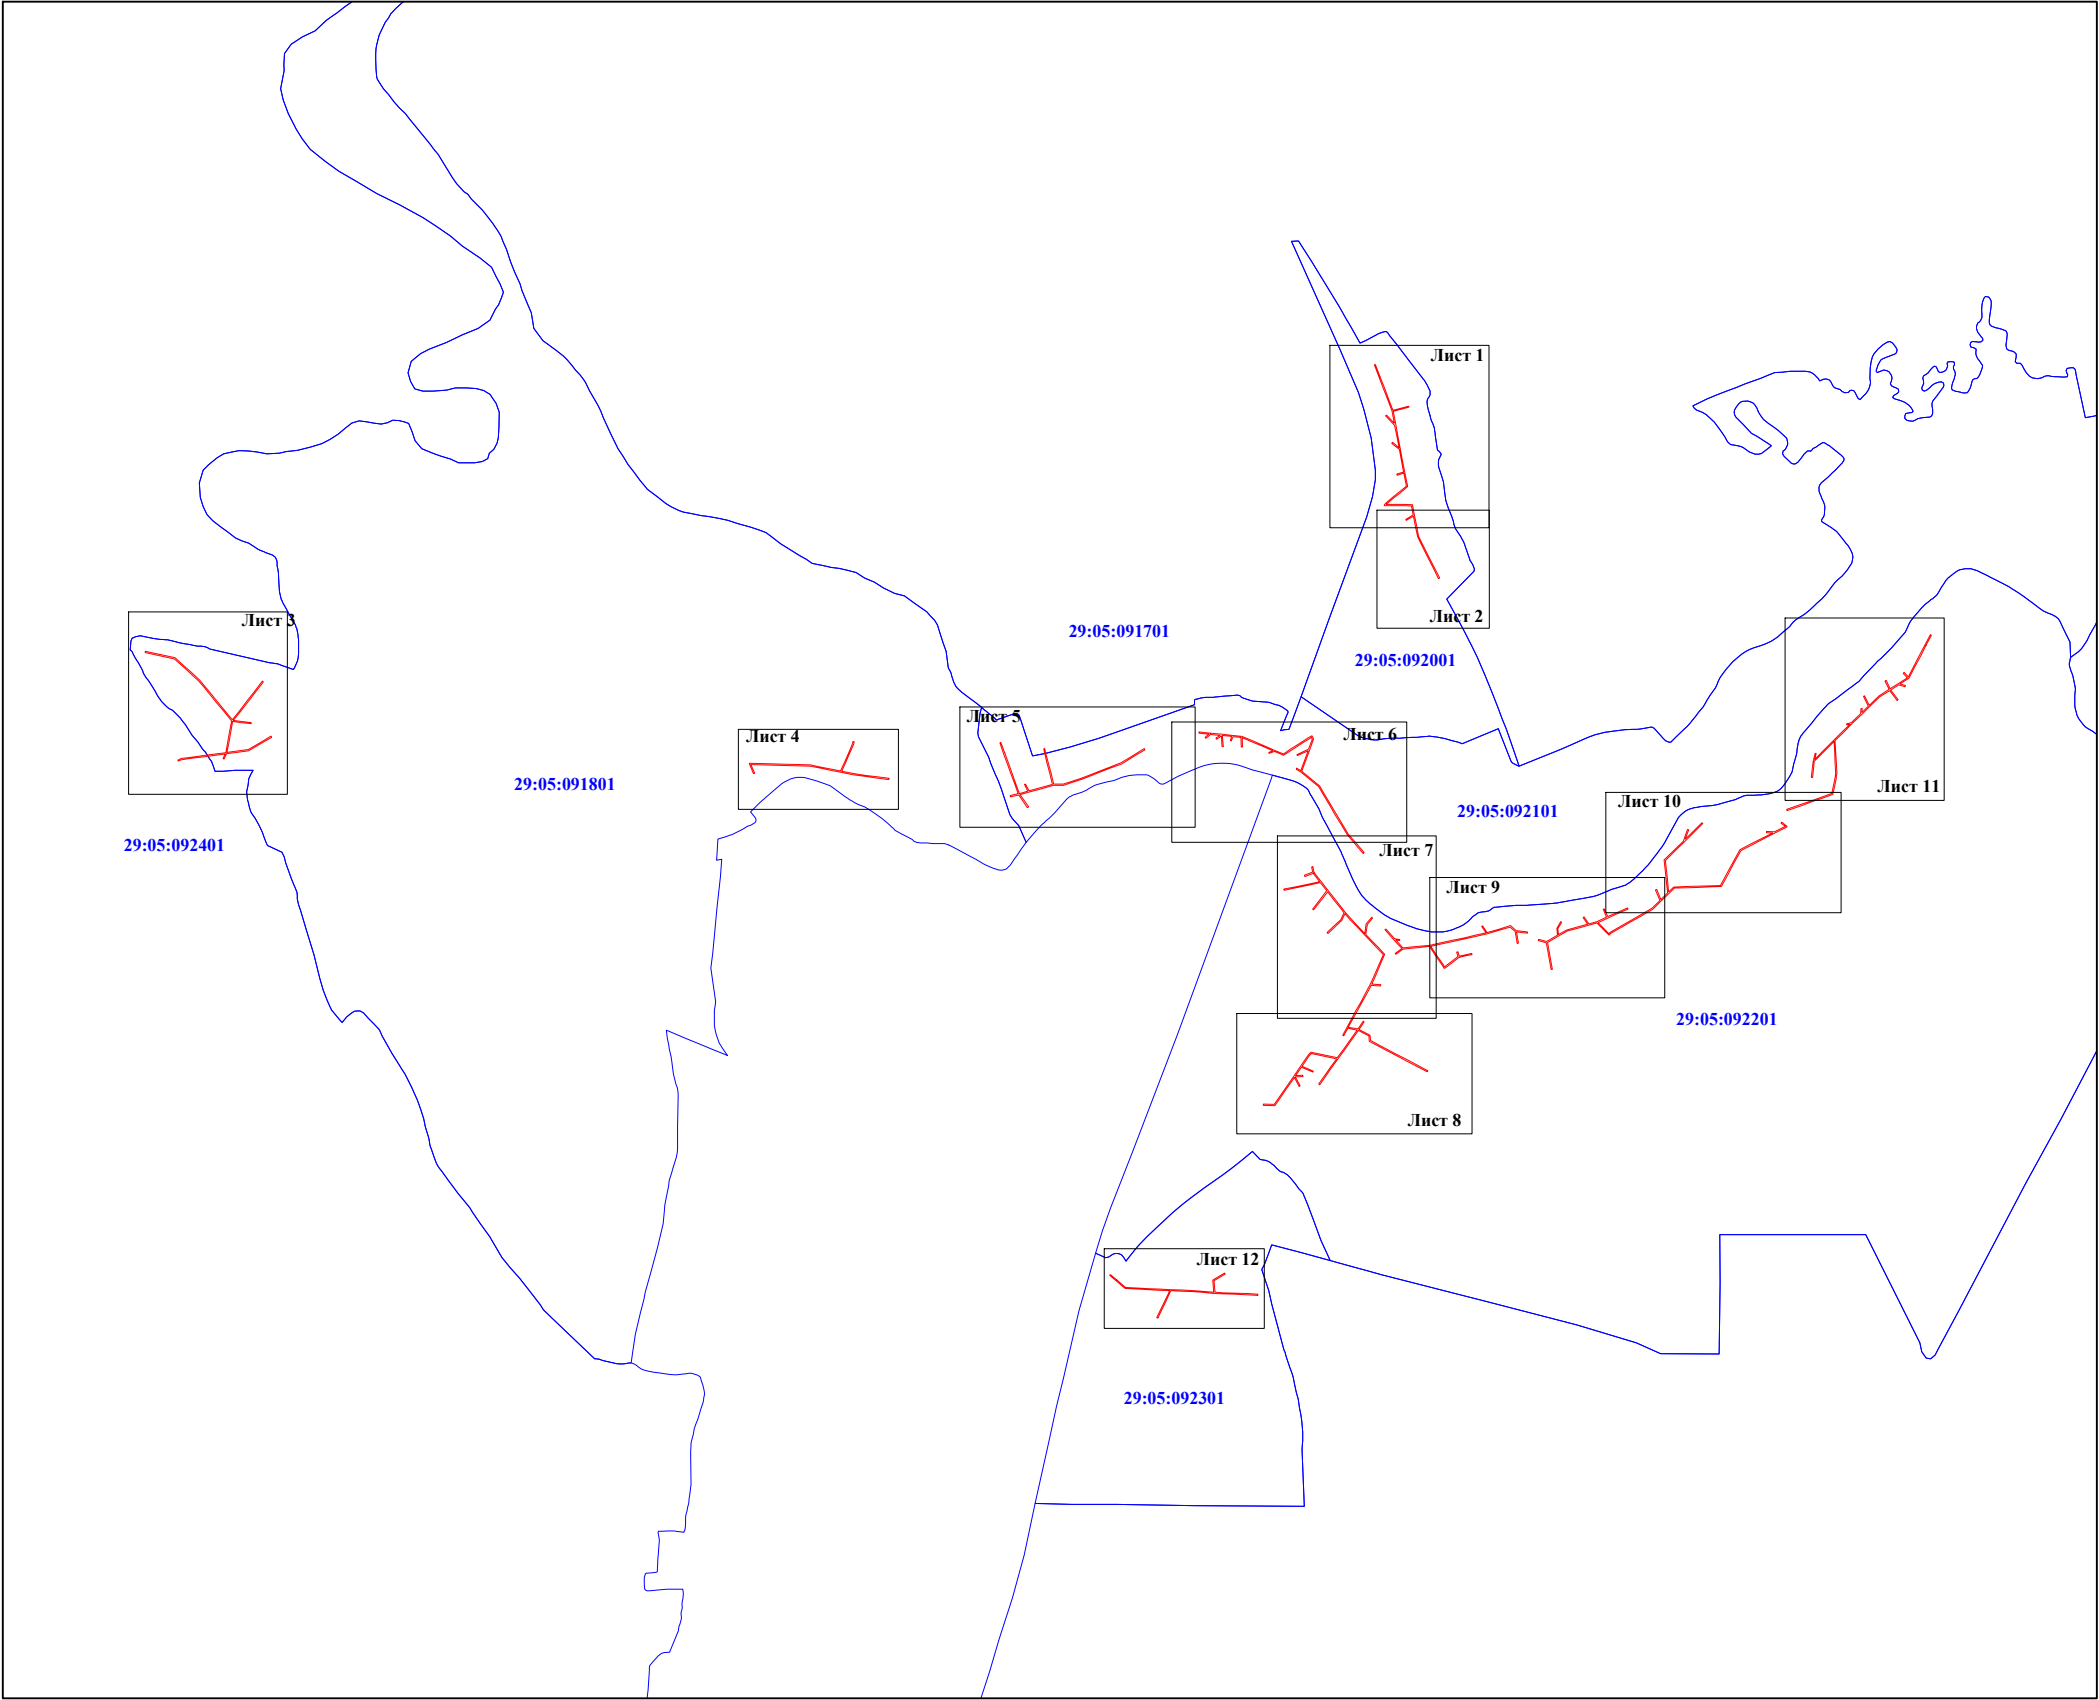 Лист 1
Лист 2
Лист 3
29:05:091701
29:05:092001
Лист 5
Лист 6
Лист 4
29:05:091801
Лист 11
Лист 10
29:05:092101
29:05:092401
Лист 7
Лист 9
29:05:092201
Лист 8
Лист 12
29:05:092301